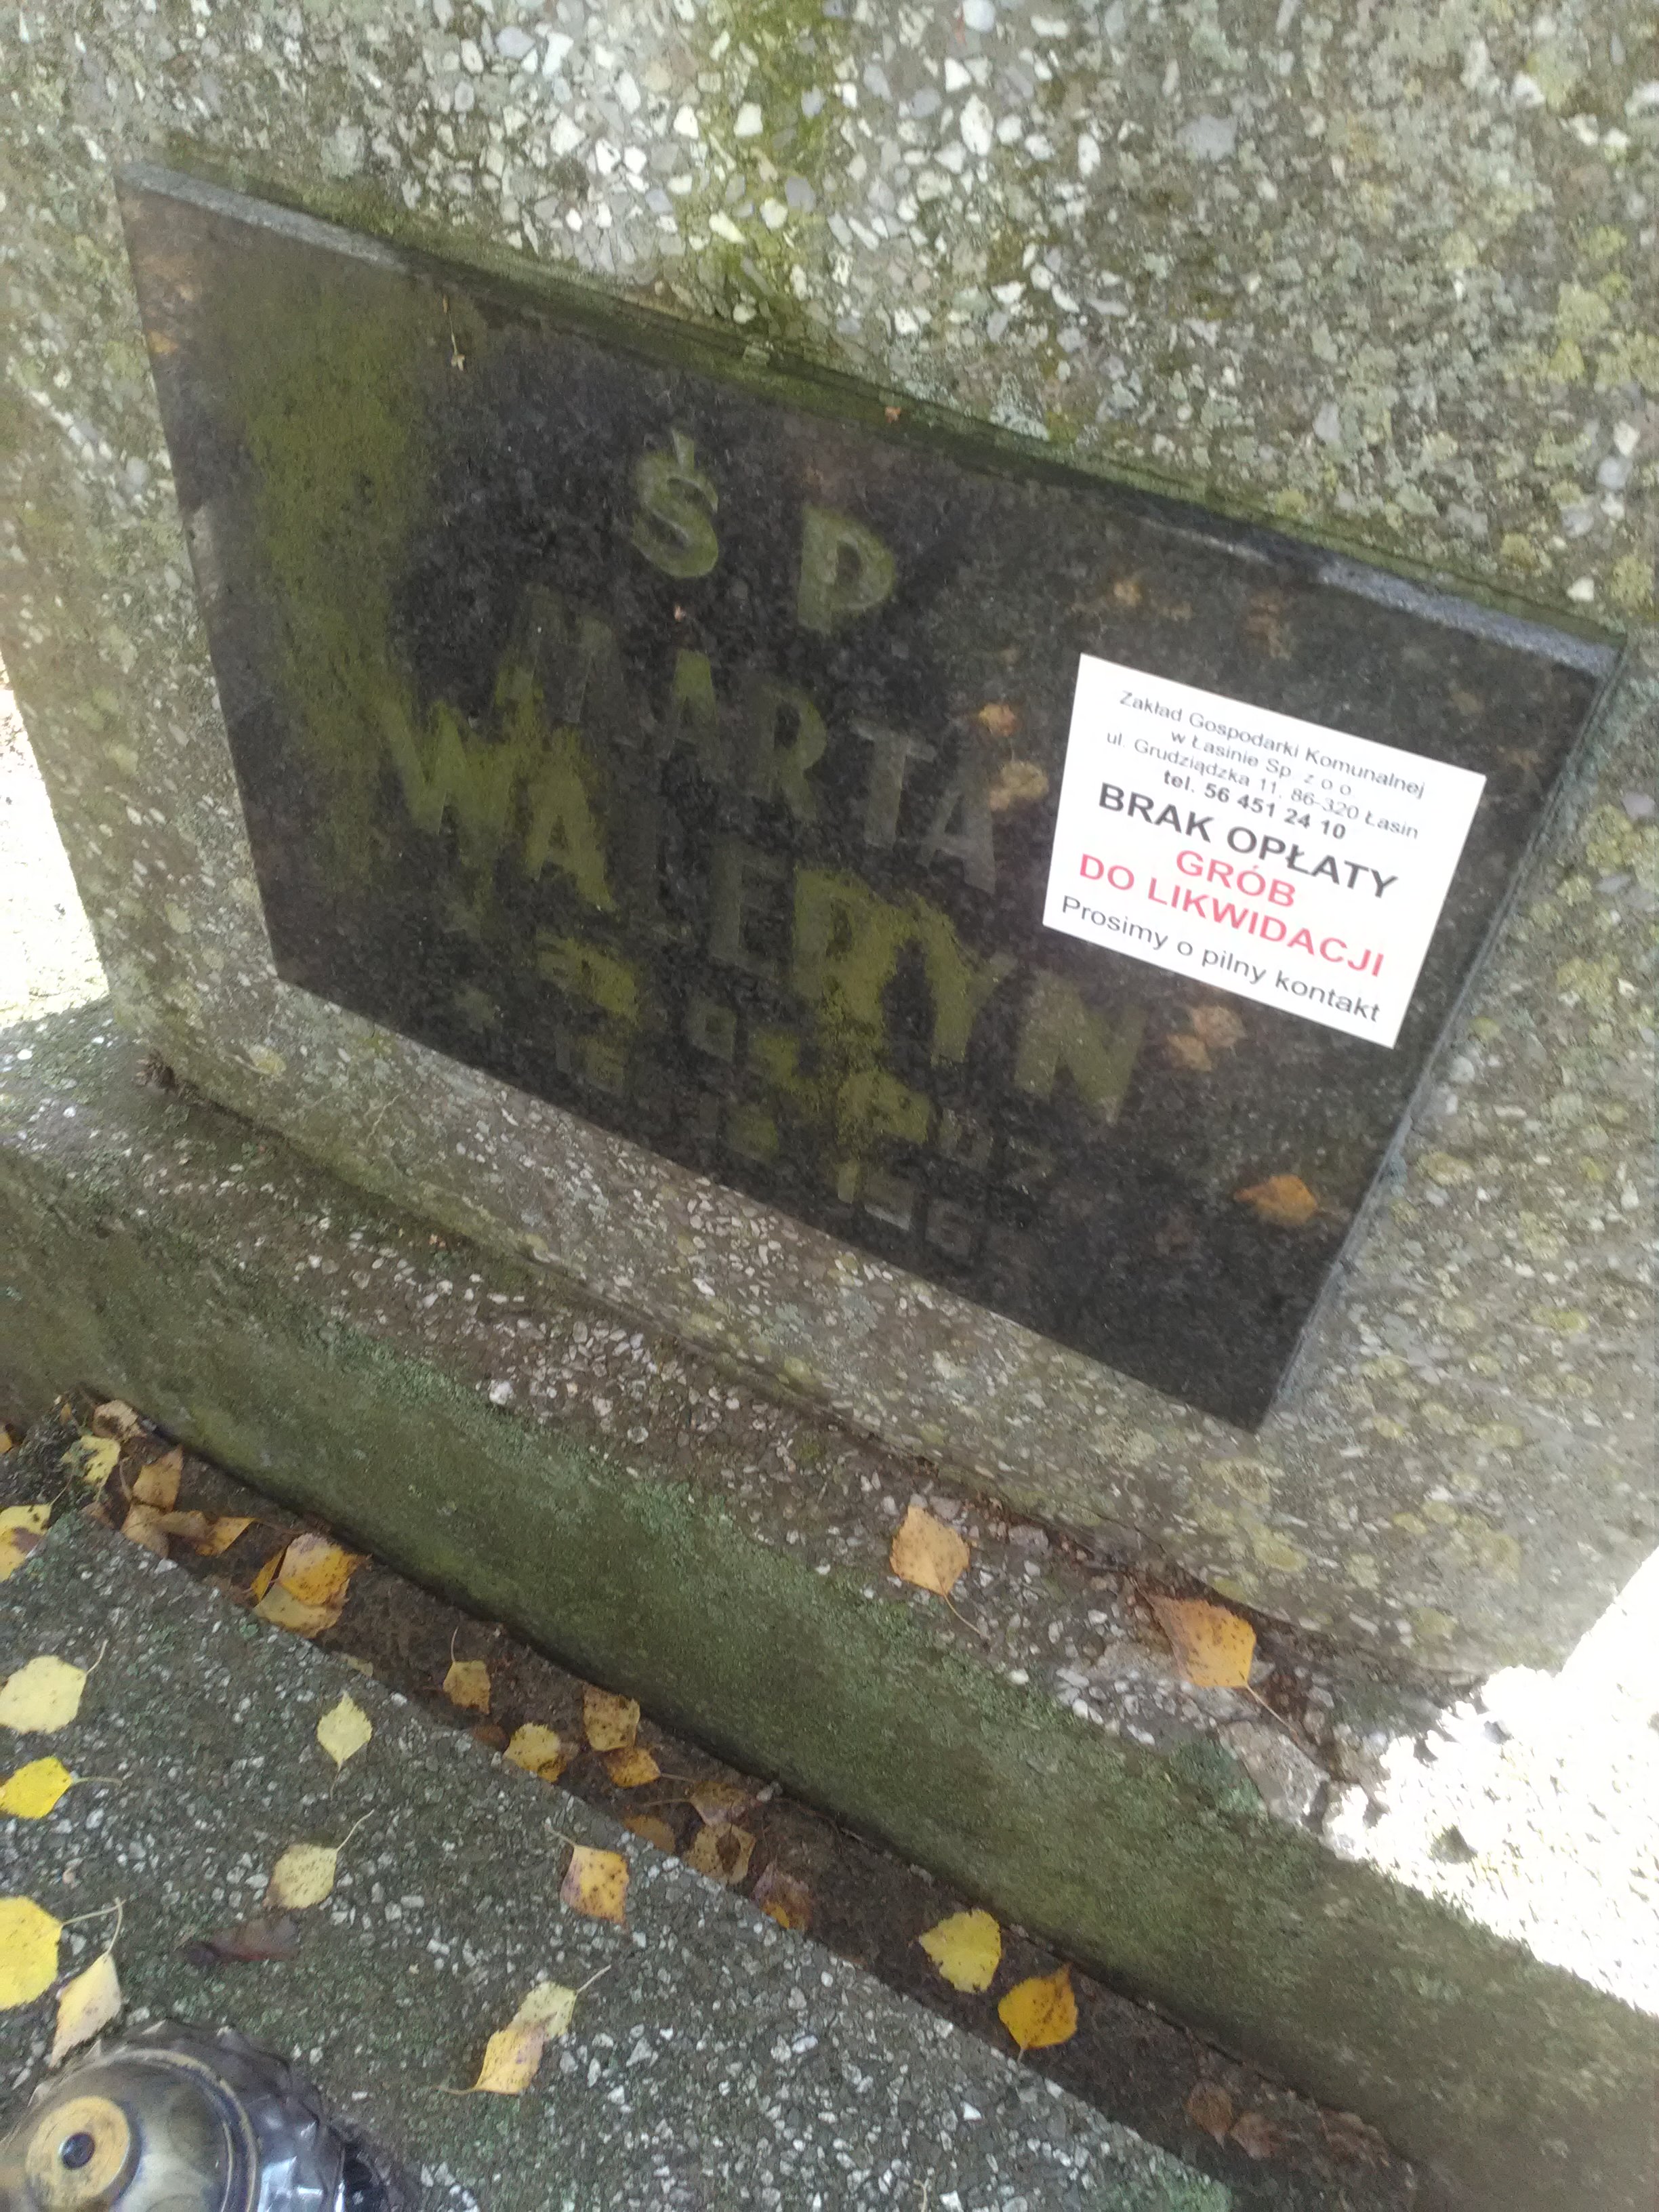 Ś P
MARTA
WALERYN
Zakład Gospodarki Komunalnej
w Łasinie Sp. z o o
ul. Grudziądzka 11, 86-320 Łasin
tel. 56 451 24 10
BRAK OPŁATY
GRÓB
DO LIKWIDACJI
Prosimy o pilny kontakt